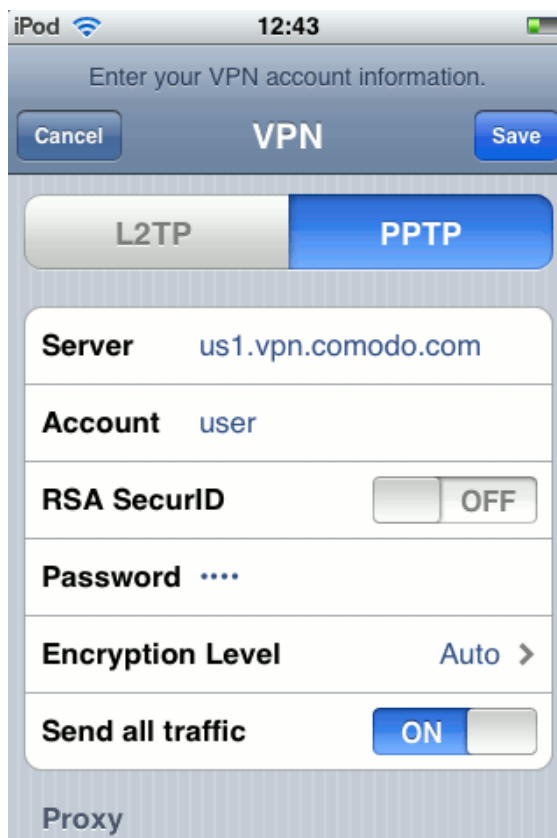 iPod 12:43
Enter your VPN account information.
Cancel VPN Save
L2TP PPTP
Server us1.vpn.comodo.com
Account user
RSA SecurID OFF
Password ••••
Encryption Level Auto
Send all traffic ON
Proxy